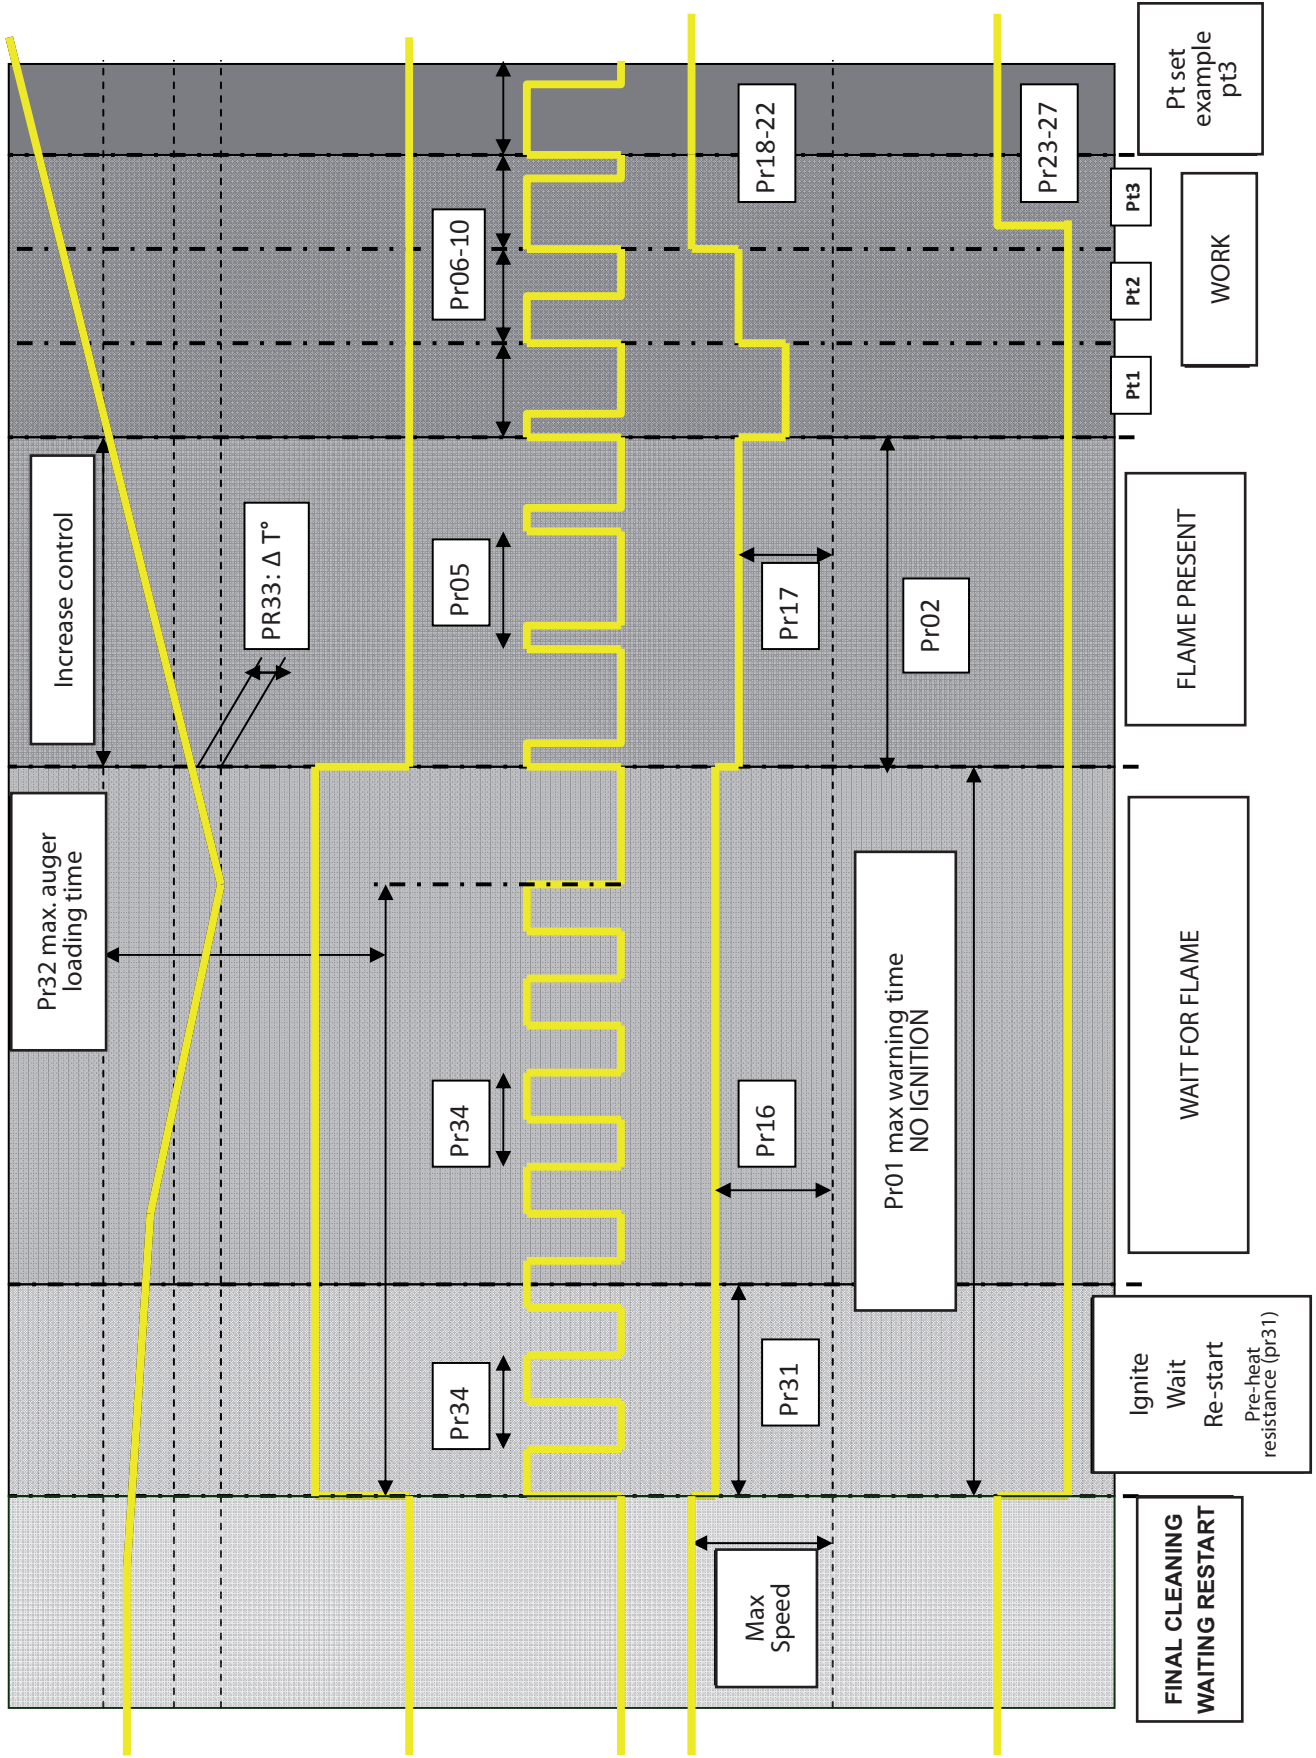 Pr32 max. auger
loading time
Increase control
PR33: Δ T°
Pr34
Pr34
Pr05
Pr06-10
Max
Speed
Pr31
Pr16
Pr17
Pr18-22
Pr01 max warning time
NO IGNITION
Pr02
Pr23-27
Pt1
Pt2
Pt3
FINAL CLEANING
WAITING RESTART
Ignite
Wait
Re-start
Pre-heat
resistance (pr31)
WAIT FOR FLAME
FLAME PRESENT
WORK
Pt set
example
pt3